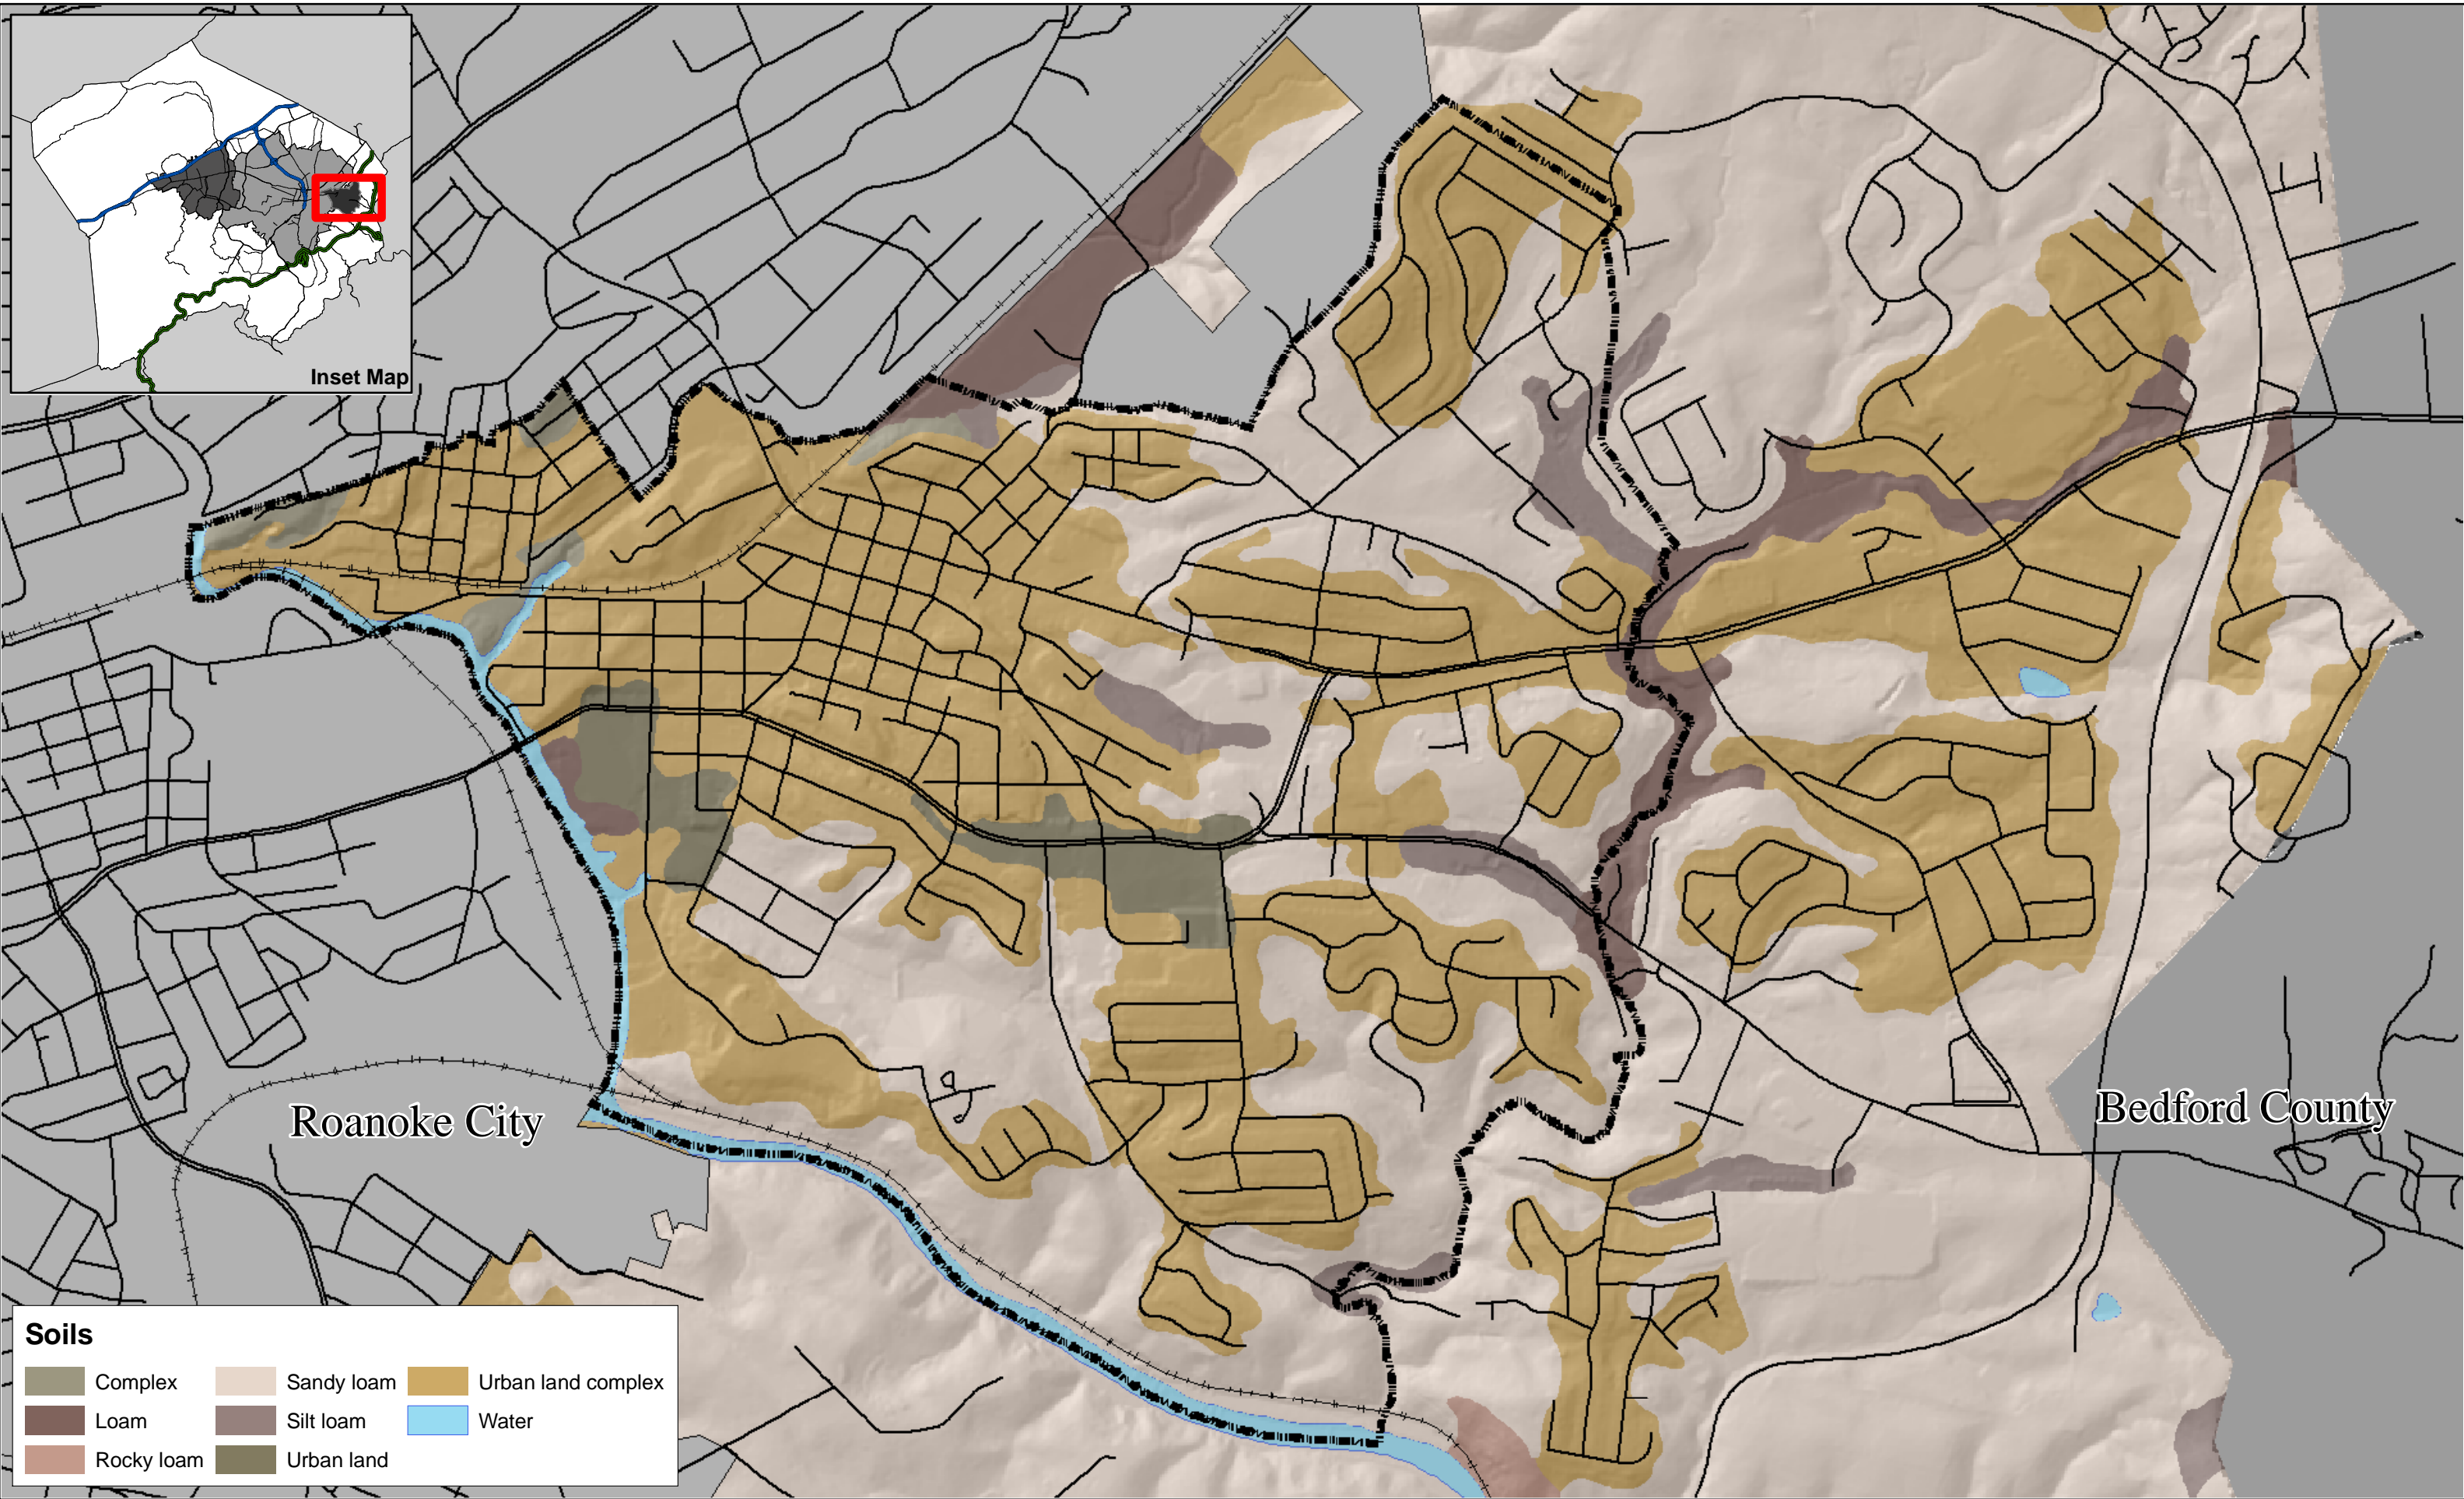 Inset Map
Roanoke City
Bedford County
Soils
Complex
Sandy loam
Urban land complex
Loam
Silt loam
Water
Rocky loam
Urban land